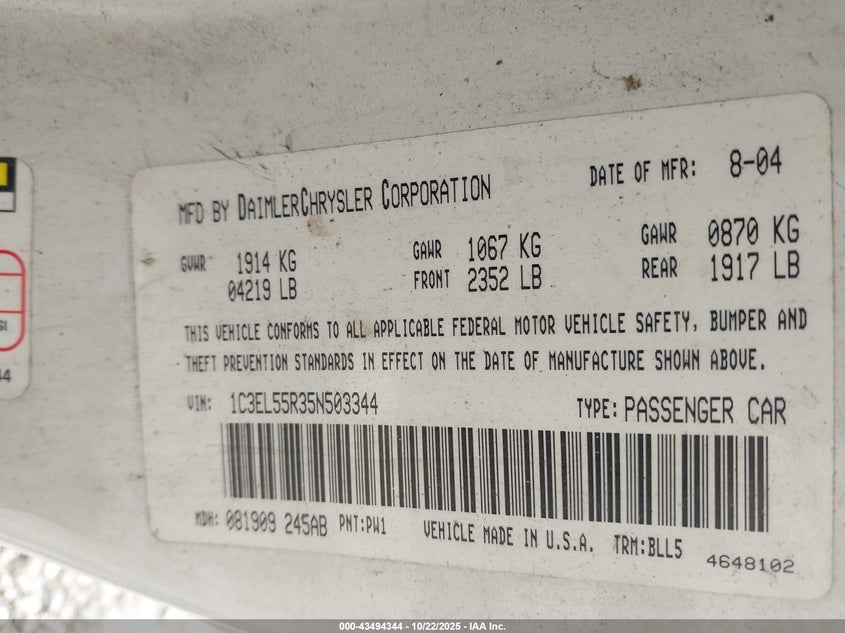 MFD BY DAIMLERCHRYSLER CORPORATION DATE OF MFR: 8-04
GVWR 1914 KG GAWR 1067 KG GAWR 0870 KG
04219 LB FRONT 2352 LB REAR 1917 LB
THIS VEHICLE CONFORMS TO ALL APPLICABLE FEDERAL MOTOR VEHICLE SAFETY, BUMPER AND
THEFT PREVENTION STANDARDS IN EFFECT ON THE DATE OF MANUFACTURE SHOWN ABOVE.
VIN: 1C3EL55R35N503344 TYPE: PASSENGER CAR
MDH: 081909 245AB PNT:PW1 VEHICLE MADE IN U.S.A. TRM:BLL5 4648102
SI
44
000-43494344 | 10/22/2025 - IAA Inc.